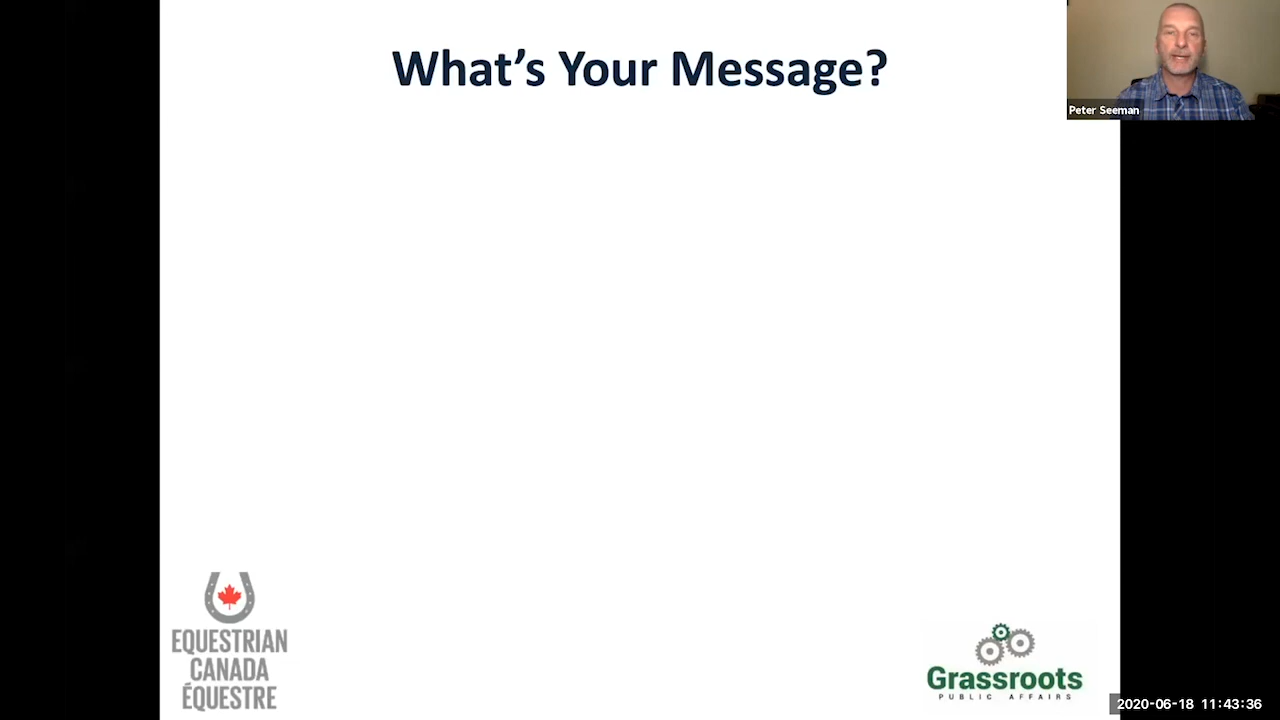 What's Your Message?
Peter Seeman
EQUESTRIAN
CANADA
ÉQUESTRE
Grassroots
PUBLIC AFFAIRS
2020-06-18 11:43:36